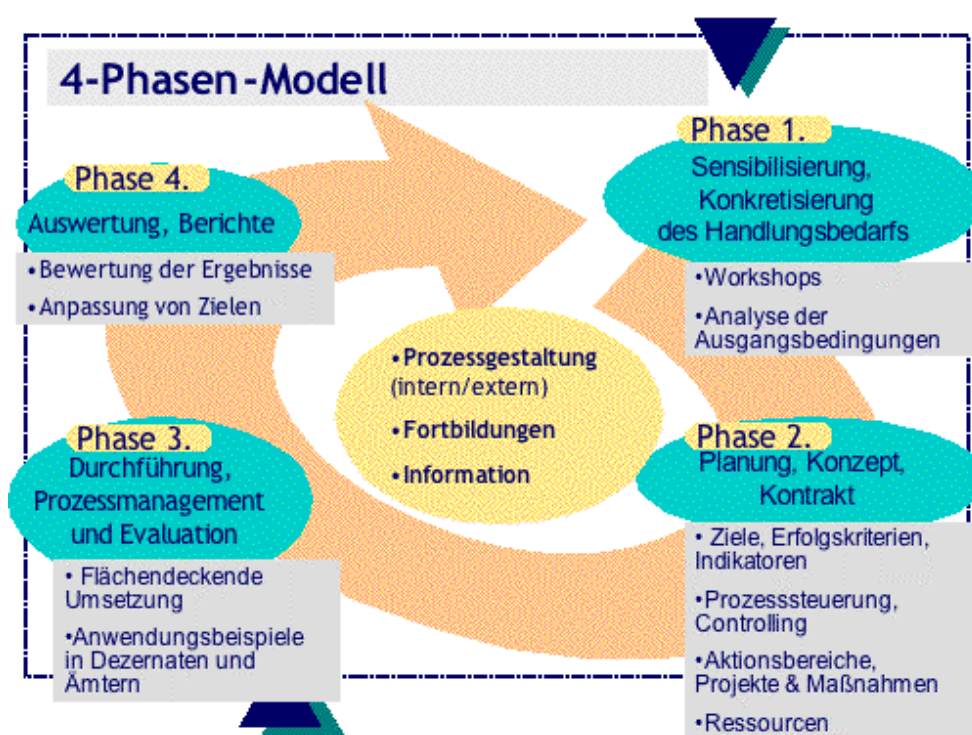 4-Phasen-Modell
Phase 1.
Sensibilisierung,
Konkretisierung
des Handlungsbedarfs
•Workshops
•Analyse der
Ausgangsbedingungen
Phase 2.
Planung, Konzept,
Kontrakt
• Ziele, Erfolgskriterien,
Indikatoren
•Prozesssteuerung,
Controlling
•Aktionsbereiche,
Projekte & Maßnahmen
•Ressourcen
Phase 3.
Durchführung,
Prozessmanagement
und Evaluation
• Flächendeckende
Umsetzung
•Anwendungsbeispiele
in Dezernaten und
Ämtern
Phase 4.
Auswertung, Berichte
•Bewertung der Ergebnisse
•Anpassung von Zielen
•Prozessgestaltung
(intern/extern)
•Fortbildungen
•Information